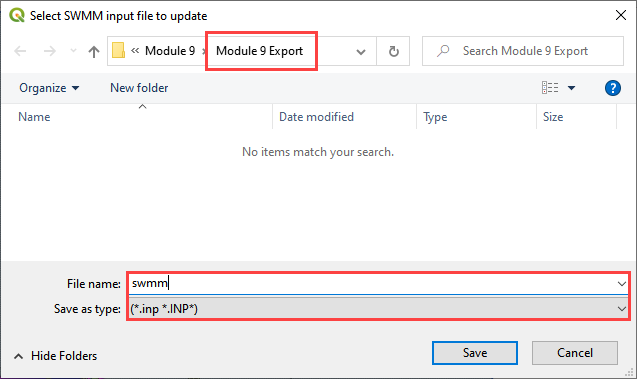 Select SWMM input file to update
« Module 9 > Module 9 Export
Search Module 9 Export
Organize
New folder
Name Date modified Type Size
No items match your search.
File name: swmm
Save as type: (*.inp *.INP*)
Hide Folders Save Cancel